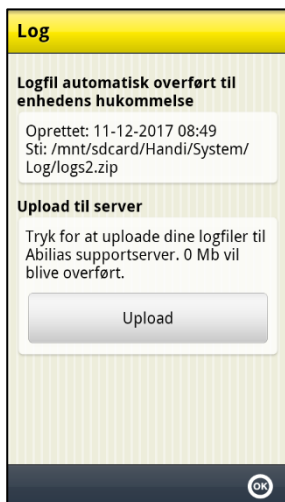 Log
Logfil automatisk overført til
enhedens hukommelse
Oprettet: 11-12-2017 08:49
Sti: /mnt/sdcard/Handi/System/
Log/logs2.zip
Upload til server
Tryk for at uploade dine logfiler til
Abilias supportserver. 0 Mb vil
blive overført.
Upload
OK